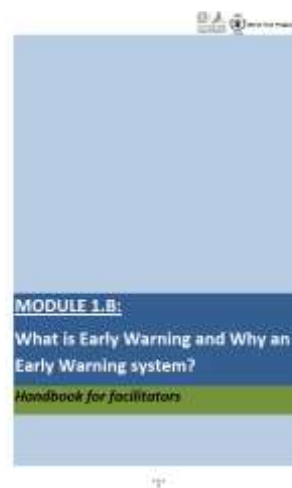 MODULE 1.B:
What is Early Warning and Why an
Early Warning system?
Handbook for facilitators